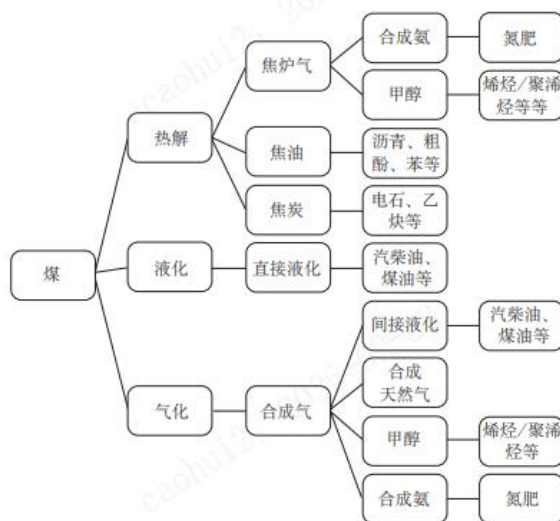 合成氨
氮肥
焦炉气
甲醇
烯烃/聚浠
烃等等
热解
焦油
沥青、粗
酚、苯等
焦炭
电石、乙
炔等
煤
液化
直接液化
汽柴油、
煤油等
间接液化
汽柴油、
煤油等
合成
天然气
气化
合成气
甲醇
烯烃/聚浠
烃等
合成氨
氮肥